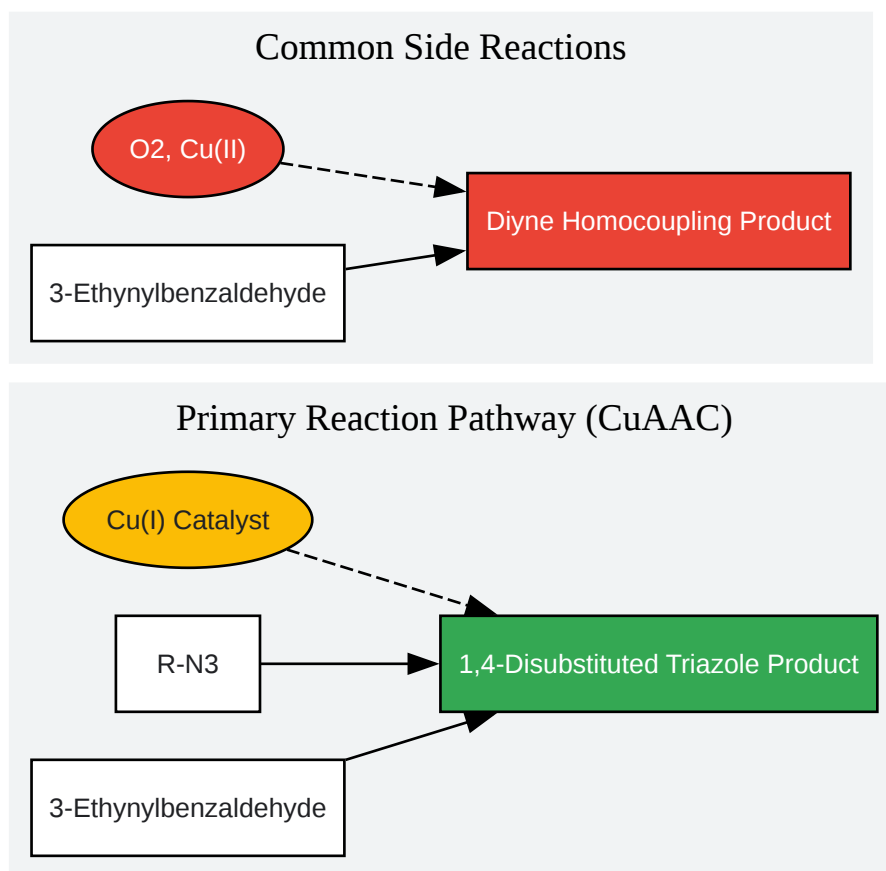 Common Side Reactions
O2, Cu(II)
Diyne Homocoupling Product
3-Ethynylbenzaldehyde
Primary Reaction Pathway (CuAAC)
Cu(I) Catalyst
R-N3
1,4-Disubstituted Triazole Product
3-Ethynylbenzaldehyde